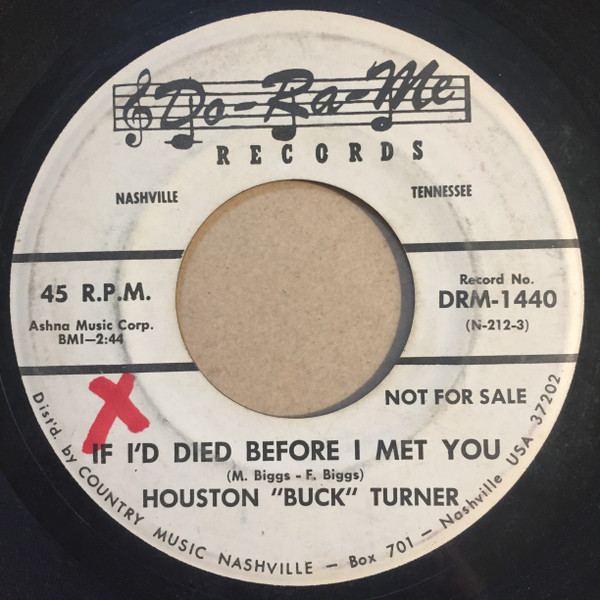 Do-Ra-Me
RECORDS
NASHVILLE
TENNESSEE
45 R.P.M.
Ashna Music Corp.
BMI—2:44
Record No.
DRM-1440
(N-212-3)
NOT FOR SALE
X
IF I'D DIED BEFORE I MET YOU
(M. Biggs - F. Biggs)
HOUSTON "BUCK" TURNER
Dist'd. by COUNTRY MUSIC NASHVILLE — Box 701 — Nashville USA 37202